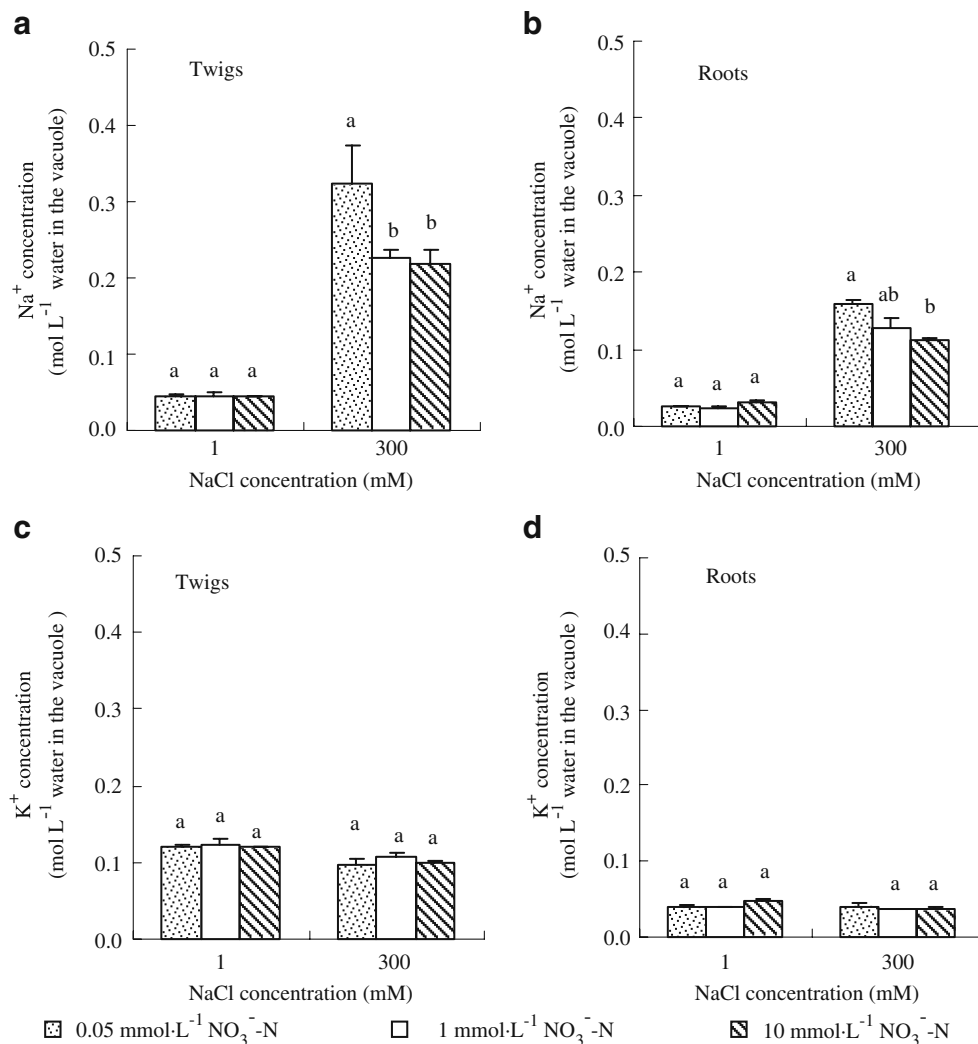 a
0.5
0.4
0.3
0.2
0.1
0.0
Na⁺ concentration
(mol L⁻¹ water in the vacuole)
Twigs
a
a
a
a
b
b
1
300
NaCl concentration (mM)
b
0.5
0.4
0.3
0.2
0.1
0.0
Na⁺ concentration
(mol L⁻¹ water in the vacuole)
Roots
a
a
a
a
ab
b
1
300
NaCl concentration (mM)
c
0.5
0.4
0.3
0.2
0.1
0.0
K⁺ concentration
(mol L⁻¹ water in the vacuole )
Twigs
a
a
a
a
a
a
1
300
NaCl concentration (mM)
d
0.5
0.4
0.3
0.2
0.1
0.0
K⁺ concentration
(mol L⁻¹ water in the vacuole )
Roots
a
a
a
a
a
1
300
NaCl concentration (mM)
0.05 mmol·L⁻¹ NO₃⁻-N
1 mmol·L⁻¹ NO₃⁻-N
10 mmol·L⁻¹ NO₃⁻-N